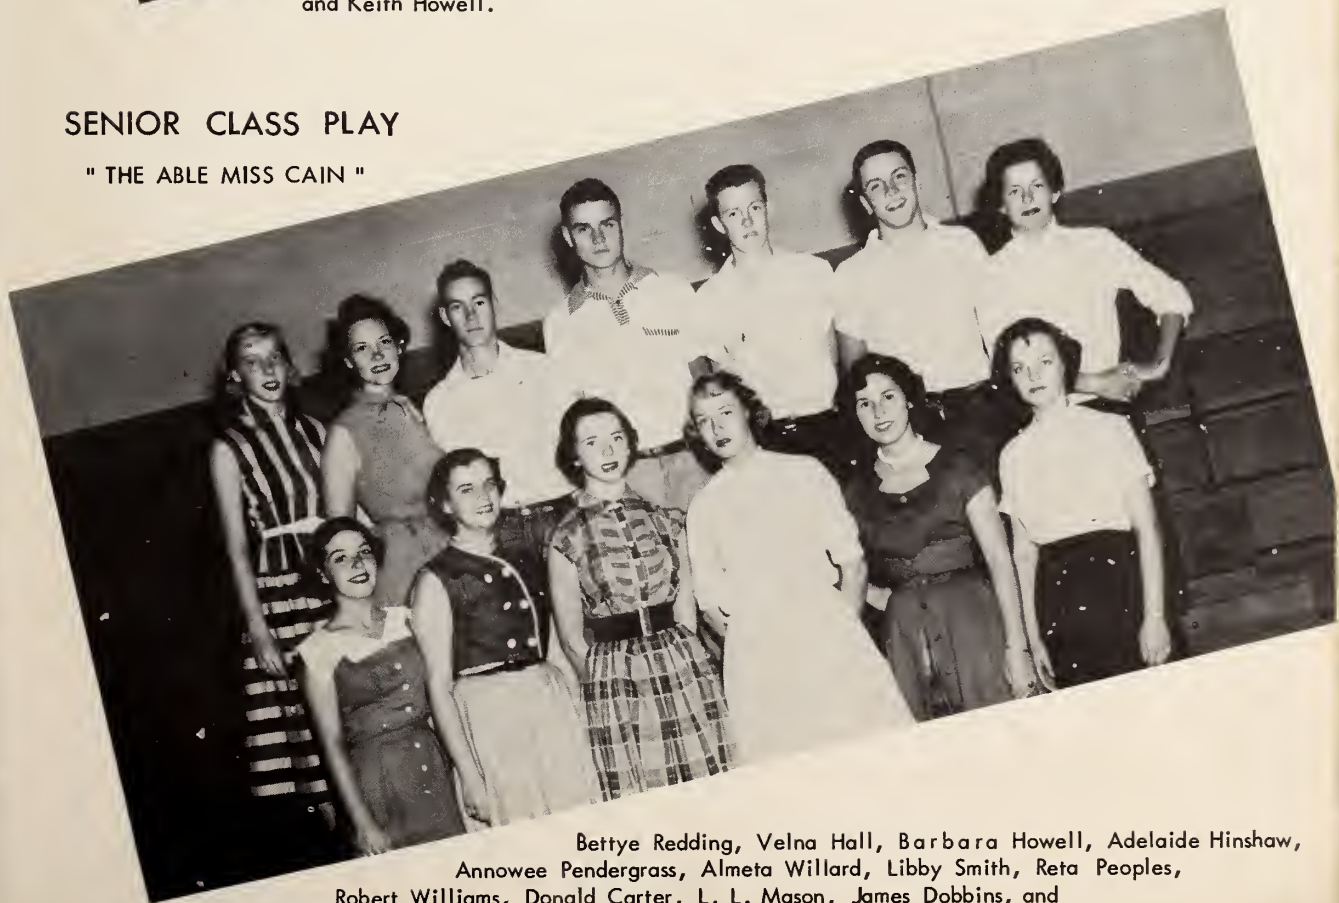 and Keith Howell.
SENIOR CLASS PLAY
" THE ABLE MISS CAIN "
Bettye Redding, Velna Hall, Barbara Howell, Adelaide Hinshaw,
Annowee Pendergrass, Almeta Willard, Libby Smith, Reta Peoples,
Robert Williams, Donald Carter, L. L. Mason, James Dobbins, and